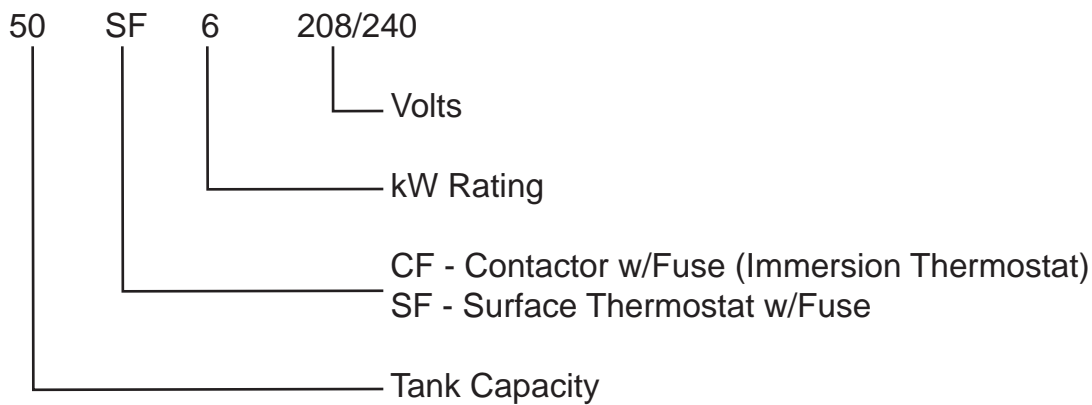 50 SF 6 208/240
Volts
kW Rating
CF - Contactor w/Fuse (Immersion Thermostat)
SF - Surface Thermostat w/Fuse
Tank Capacity